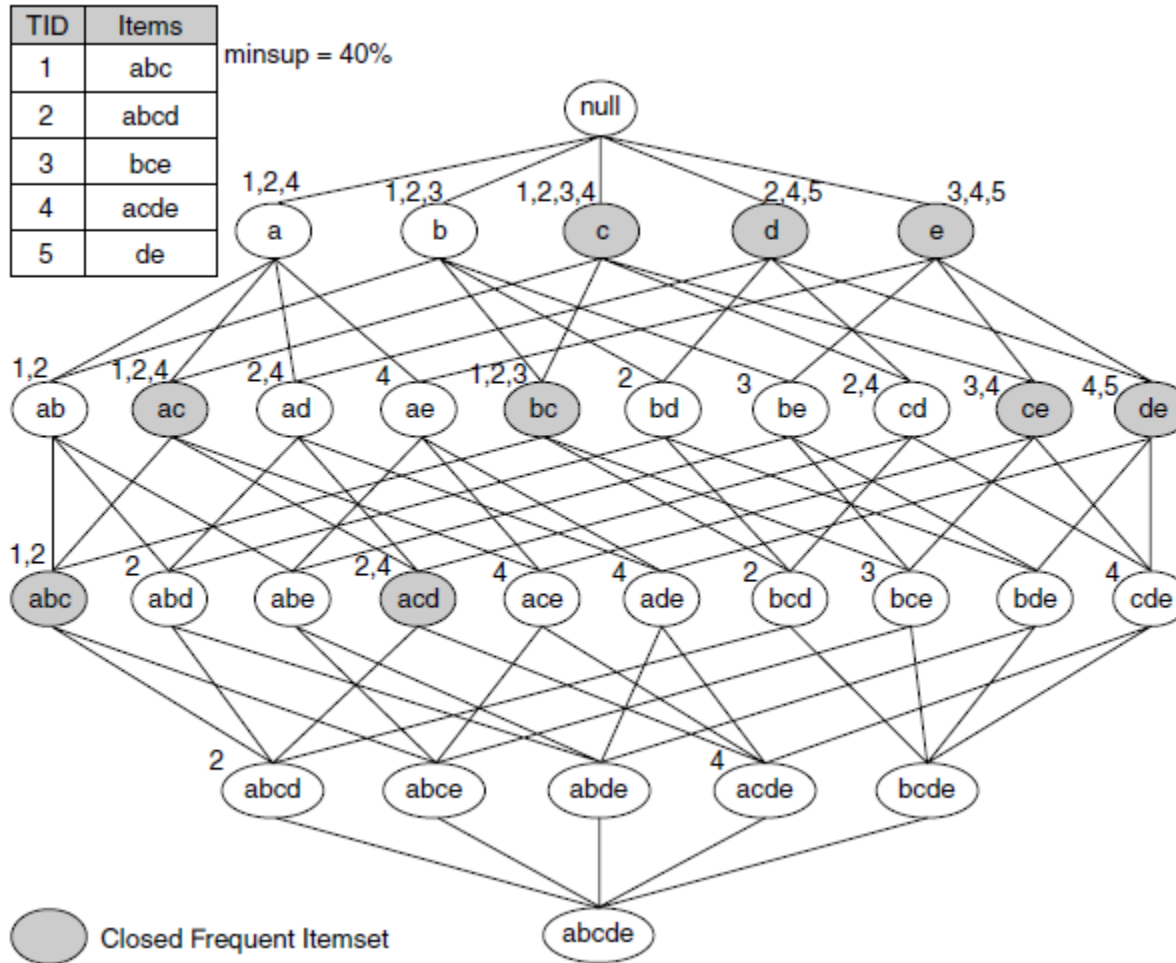 TID Items
1 abc
2 abcd
3 bce
4 acde
5 de
minsup = 40%
null
1,2,4 1,2,3 1,2,3,4 2,4,5 3,4,5
a b c d e
1,2 1,2,4 2,4 4 1,2,3 2 3 2,4 3,4 4,5
ab ac ad ae bc bd be cd ce de
1,2 2 2,4 4 4 2 3 4
abc abd abe acd ace ade bcd bce bde cde
2 4
abcd abce abde acde bcde
abcde
Closed Frequent Itemset